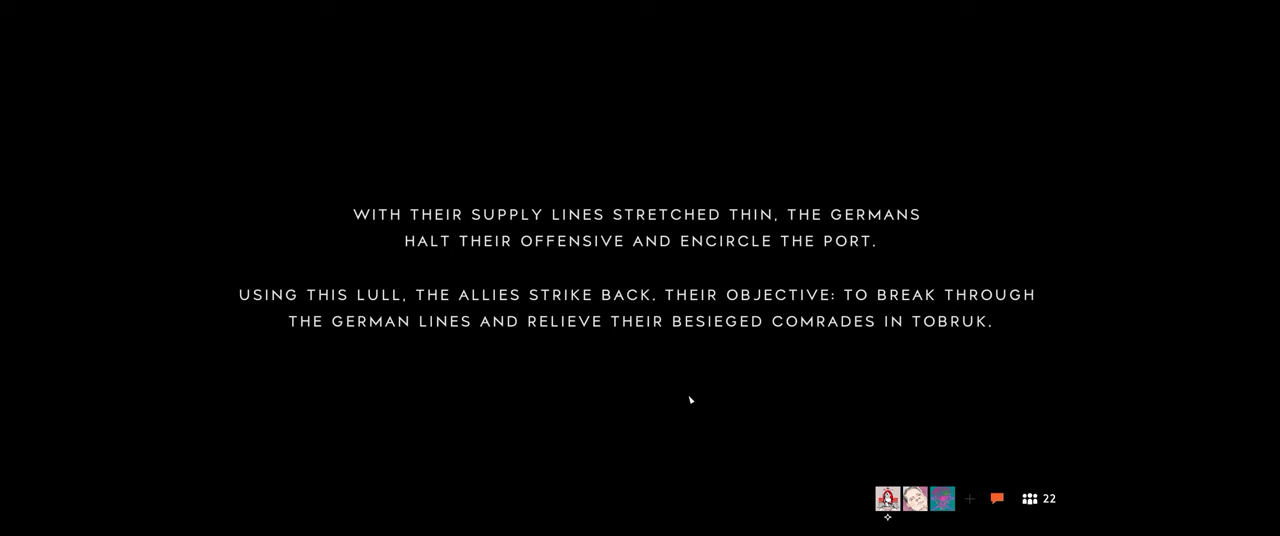 WITH THEIR SUPPLY LINES STRETCHED THIN, THE GERMANS
HALT THEIR OFFENSIVE AND ENCIRCLE THE PORT.
USING THIS LULL, THE ALLIES STRIKE BACK. THEIR OBJECTIVE: TO BREAK THROUGH
THE GERMAN LINES AND RELIEVE THEIR BESIEGED COMRADES IN TOBRUK.
22